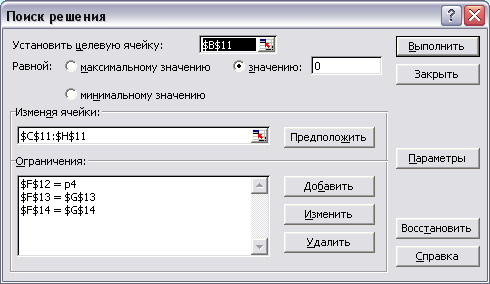 Поиск решения
Установить целевую ячейку: $B$11 Выполнить
Равной: максимальному значению значению: 0 Закрыть
минимальному значению
Изменяя ячейки:
$C$11:$H$11 Предположить
Ограничения: Параметры
$F$12 = p4 Добавить
$F$13 = $G$13
$F$14 = $G$14 Изменить
Восстановить
Удалить
Справка